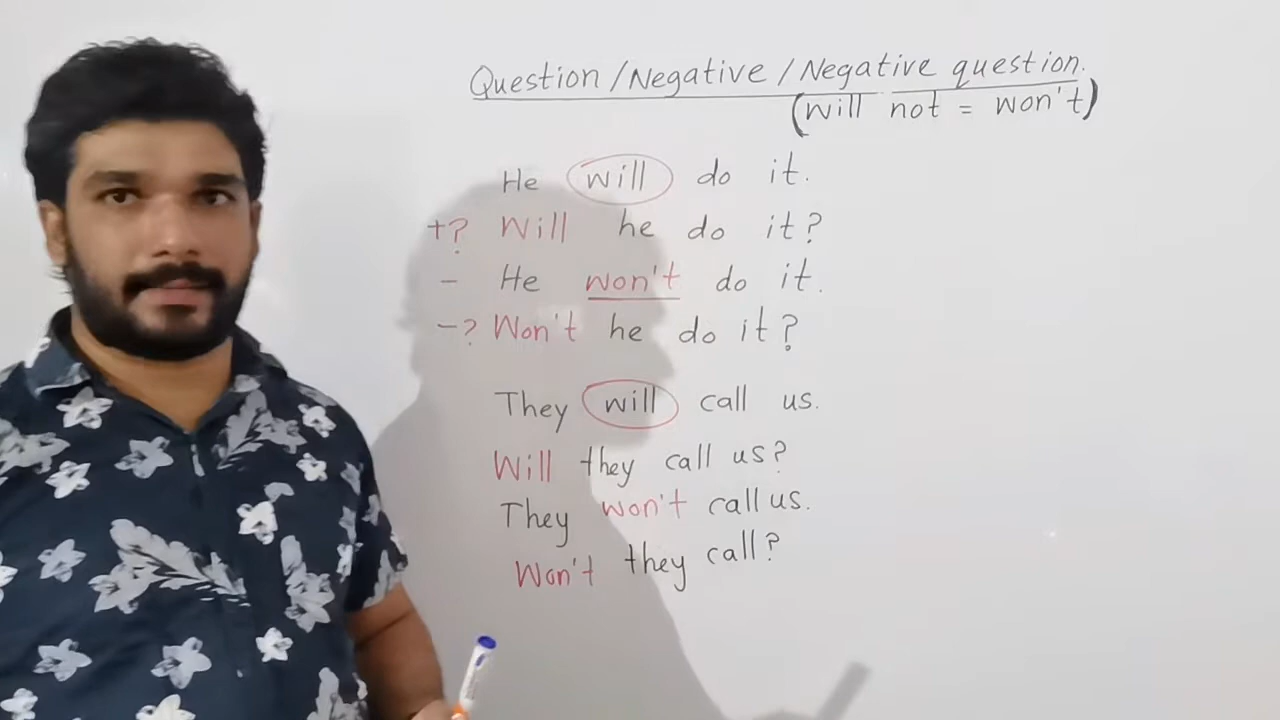 Question / Negative / Negative question.
(Will not = won't)
He will do it.
+? Will he do it?
- He won't do it.
-? Won't he do it?
They will call us.
Will they call us?
They won't call us.
Won't they call?